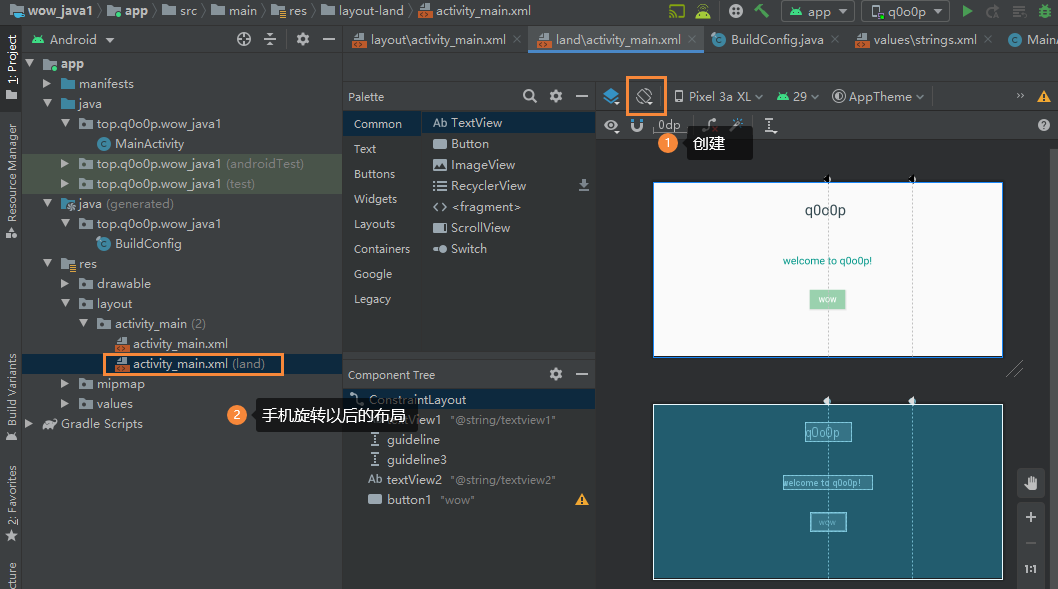 wow_java1 app src main res layout-land activity_main.xml
app q0o0p
Android
layout\activity_main.xml land\activity_main.xml BuildConfig.java values\strings.xml
1: Project
Resource Manager
Build Variants
2: Favorites
app
manifests
java
top.q0o0p.wow_java1
MainActivity
top.q0o0p.wow_java1 (androidTest)
top.q0o0p.wow_java1 (test)
java (generated)
top.q0o0p.wow_java1
BuildConfig
res
drawable
layout
activity_main (2)
activity_main.xml
activity_main.xml (land)
mipmap
values
Gradle Scripts
2 手机旋转以后的布局
Palette
Common
Text
Buttons
Widgets
Layouts
Containers
Google
Legacy
Ab TextView
Button
ImageView
RecyclerView
<> <fragment>
ScrollView
Switch
Component Tree
ConstraintLayout
"@string/textview1"
guideline
guideline3
Ab textView2 "@string/textview2"
button1 "wow"
Pixel 3a XL 29 AppTheme
0dp
1 创建
q0o0p
welcome to q0o0p!
wow
q0o0p
welcome to q0o0p!
wow
1:1